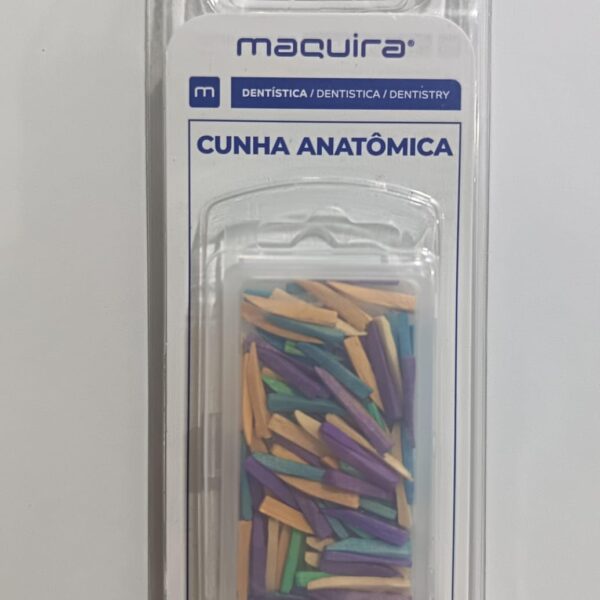 maquira®
m DENTÍSTICA / DENTISTICA / DENTISTRY
CUNHA ANATÔMICA